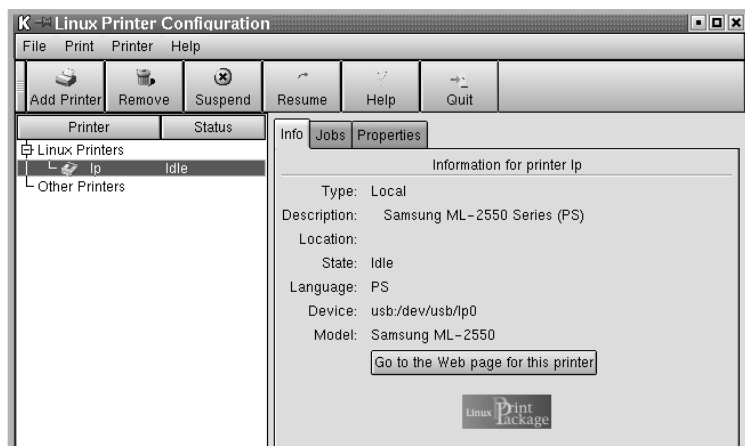 Linux Printer Configuration
File Print Printer Help
Add Printer Remove Suspend Resume Help Quit
Printer Status
Linux Printers
lp Idle
Other Printers
Info Jobs Properties
Information for printer lp
Type: Local
Description: Samsung ML-2550 Series (PS)
Location:
State: Idle
Language: PS
Device: usb:/dev/usb/lp0
Model: Samsung ML-2550
Go to the Web page for this printer
Linux Print Package